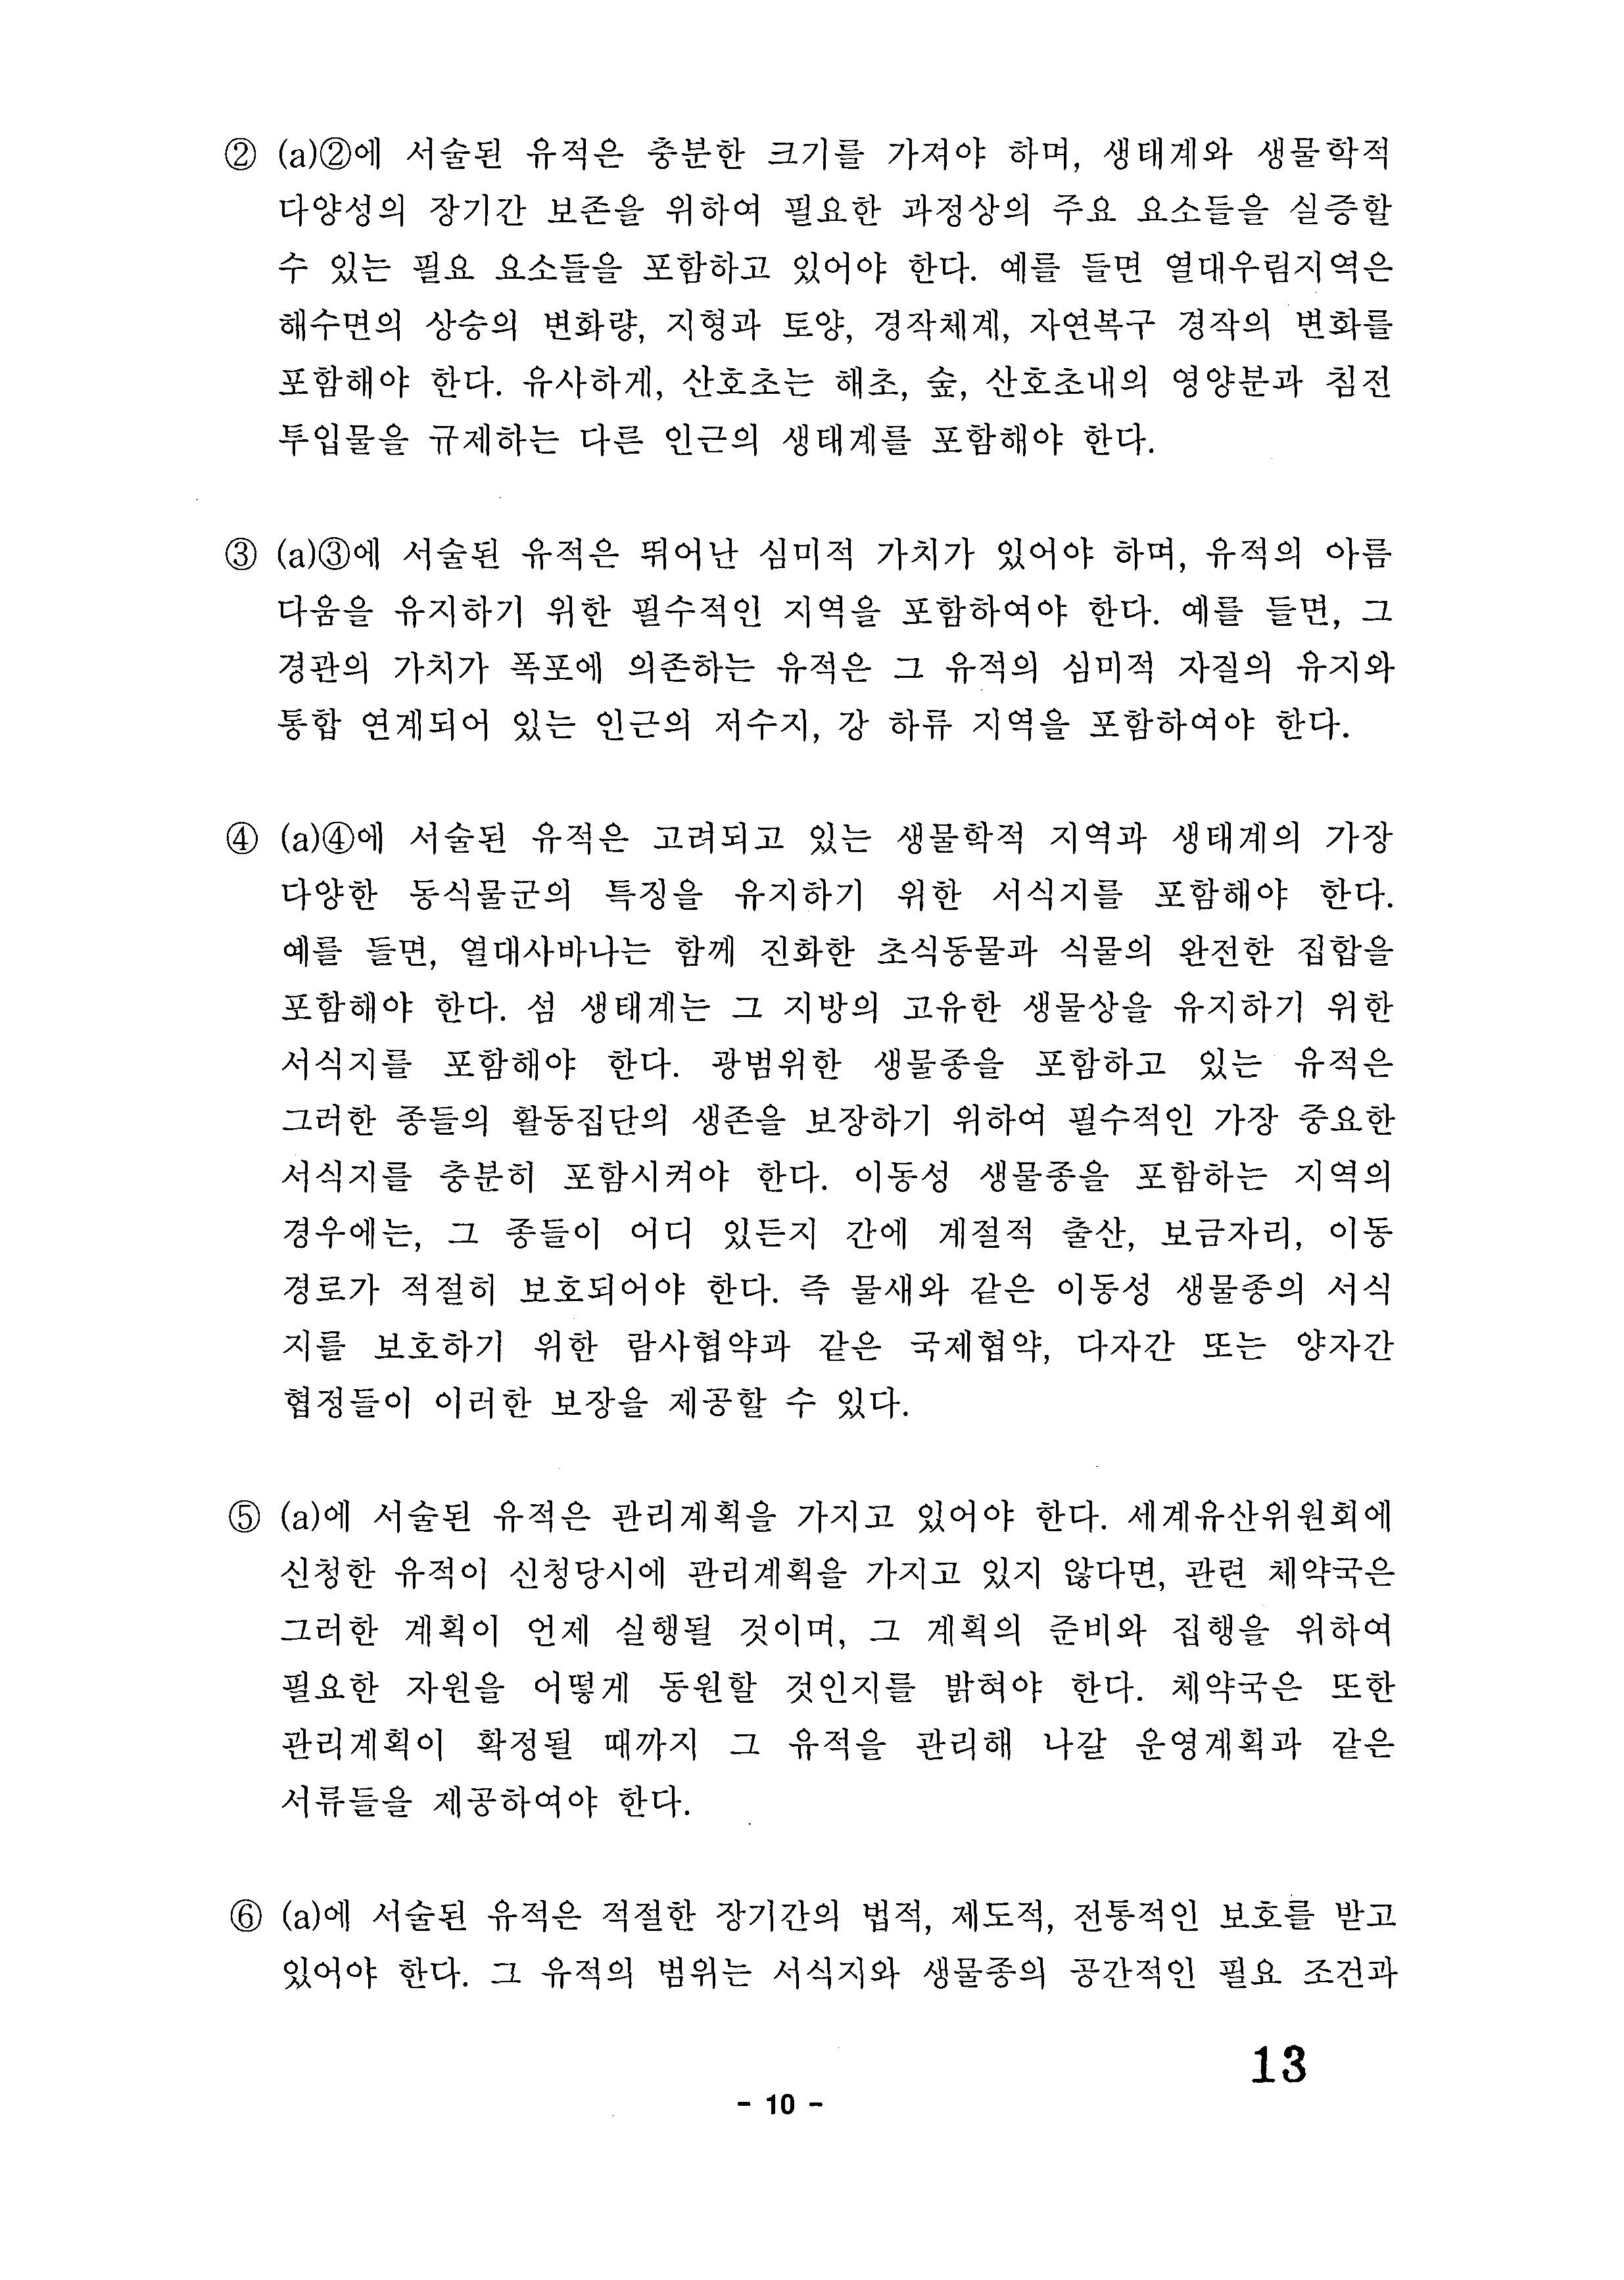 ② (a)②에 서술된 유적은 충분한 크기를 가져야 하며, 생태계와 생물학적
다양성의 장기간 보존을 위하여 필요한 과정상의 주요 요소들을 실증할
수 있는 필요 요소들을 포함하고 있어야 한다. 예를 들면 열대우림지역은
해수면의 상승의 변화량, 지형과 토양, 경작체계, 자연복구 경작의 변화를
포함해야 한다. 유사하게, 산호초는 해초, 숲, 산호초내의 영양분과 침전
투입물을 규제하는 다른 인근의 생태계를 포함해야 한다.
③ (a)③에 서술된 유적은 뛰어난 심미적 가치가 있어야 하며, 유적의 아름
다움을 유지하기 위한 필수적인 지역을 포함하여야 한다. 예를 들면, 그
경관의 가치가 폭포에 의존하는 유적은 그 유적의 심미적 자질의 유지와
통합 연계되어 있는 인근의 저수지, 강 하류 지역을 포함하여야 한다.
④ (a)④에 서술된 유적은 고려되고 있는 생물학적 지역과 생태계의 가장
다양한 동식물군의 특징을 유지하기 위한 서식지를 포함해야 한다.
예를 들면, 열대사바나는 함께 진화한 초식동물과 식물의 완전한 집합을
포함해야 한다. 섬 생태계는 그 지방의 고유한 생물상을 유지하기 위한
서식지를 포함해야 한다. 광범위한 생물종을 포함하고 있는 유적은
그러한 종들의 활동집단의 생존을 보장하기 위하여 필수적인 가장 중요한
서식지를 충분히 포함시켜야 한다. 이동성 생물종을 포함하는 지역의
경우에는, 그 종들이 어디 있든지 간에 계절적 출산, 보금자리, 이동
경로가 적절히 보호되어야 한다. 즉 물새와 같은 이동성 생물종의 서식
지를 보호하기 위한 람사협약과 같은 국제협약, 다자간 또는 양자간
협정들이 이러한 보장을 제공할 수 있다.
⑤ (a)에 서술된 유적은 관리계획을 가지고 있어야 한다. 세계유산위원회에
신청한 유적이 신청당시에 관리계획을 가지고 있지 않다면, 관련 체약국은
그러한 계획이 언제 실행될 것이며, 그 계획의 준비와 집행을 위하여
필요한 자원을 어떻게 동원할 것인지를 밝혀야 한다. 체약국은 또한
관리계획이 확정될 때까지 그 유적을 관리해 나갈 운영계획과 같은
서류들을 제공하여야 한다.
⑥ (a)에 서술된 유적은 적절한 장기간의 법적, 제도적, 전통적인 보호를 받고
있어야 한다. 그 유적의 범위는 서식지와 생물종의 공간적인 필요 조건과
13
- 10 -